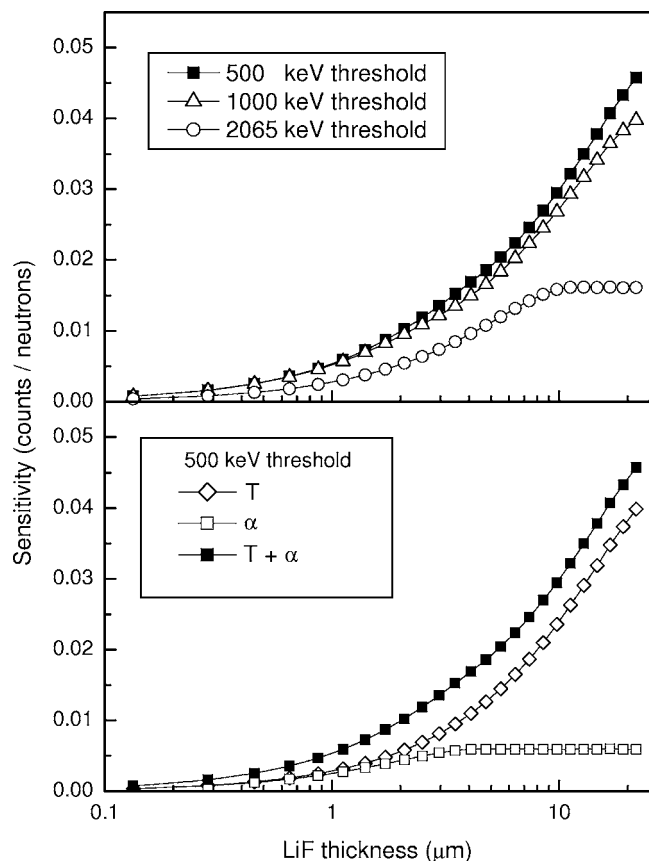 0.05
0.04
0.03
0.02
0.01
0.00
500 keV threshold
1000 keV threshold
2065 keV threshold
Sensitivity (counts / neutrons)
0.05
0.04
0.03
0.02
0.01
0.00
500 keV threshold
T
α
T + α
0.1
1
10
LiF thickness (μm)